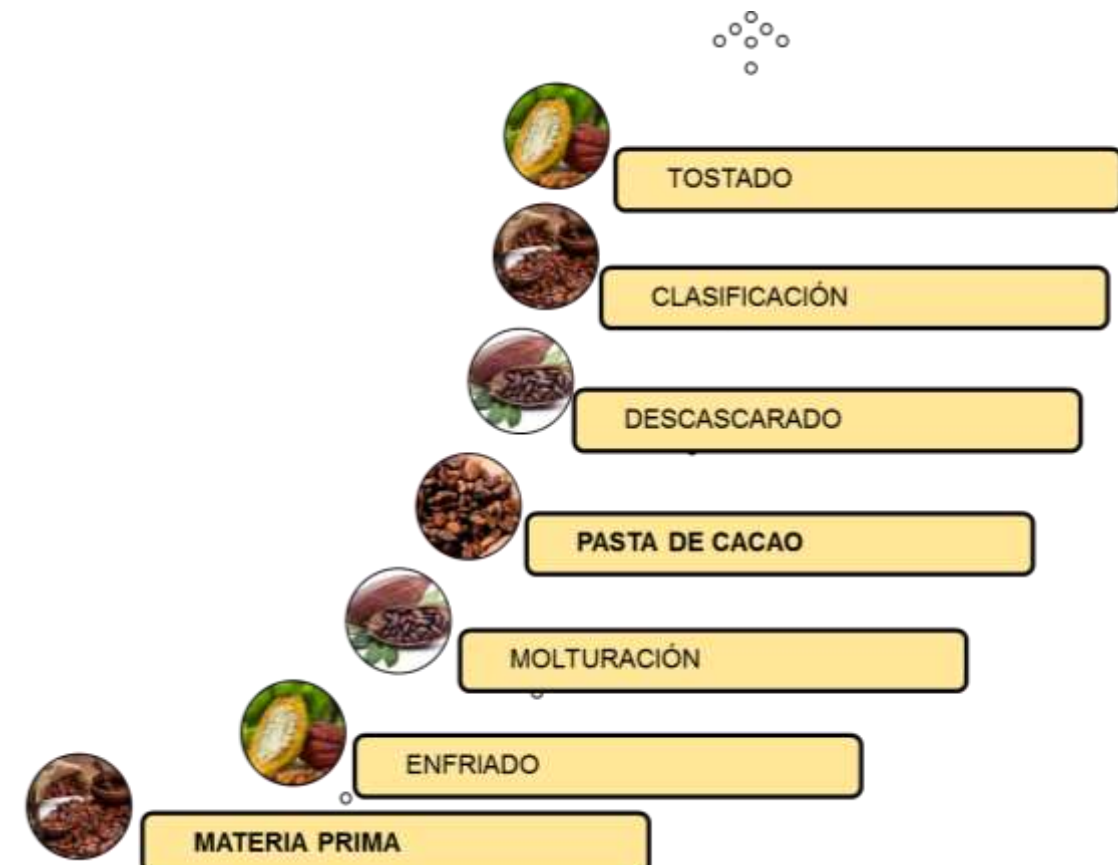 TOSTADO
CLASIFICACIÓN
DESCASCARADO
PASTA DE CACAO
MOLTURACIÓN
ENFRIADO
MATERIA PRIMA